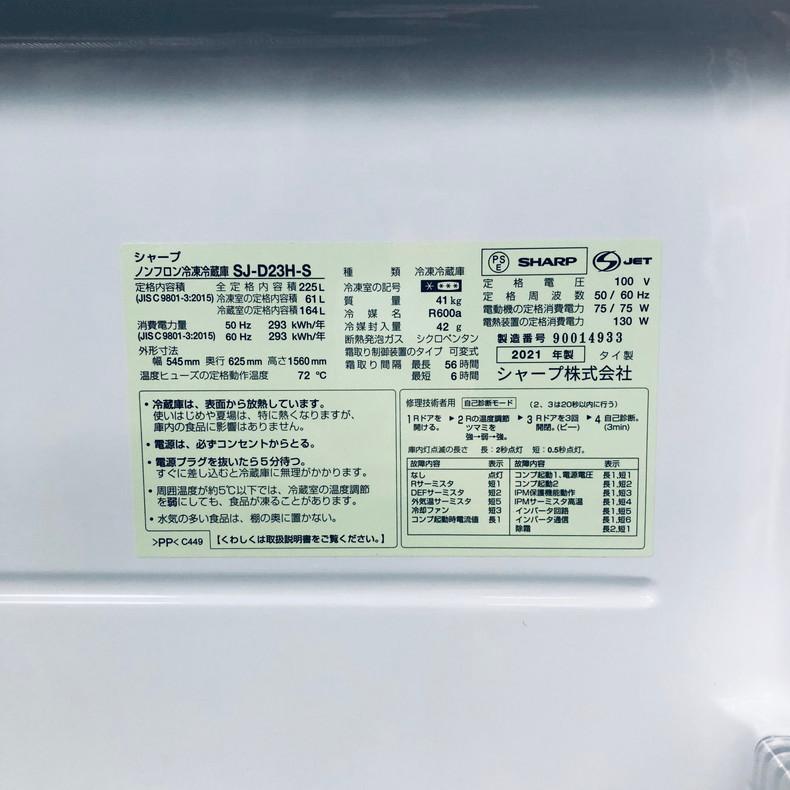 シャープ
ノンフロン冷凍冷蔵庫 SJ-D23H-S
定格内容積 全定格内容積 225L
(JIS C 9801-3:2015) 冷凍室の定格内容積 61L
冷蔵室の定格内容積 164L
消費電力量 50 Hz 293 kWh/年
(JIS C 9801-3:2015) 60 Hz 293 kWh/年
外形寸法
幅 545mm 奥行 625mm 高さ1560mm
温度ヒューズの定格動作温度 72 ℃
種類 冷凍冷蔵庫
冷凍室の記号 * ***
質量 41kg
冷媒名 R600a
冷媒封入量 42 g
断熱発泡ガス シクロペンタン
霜取り制御装置のタイプ 可変式
霜取り間隔 最長 56時間
最短 6時間
PSE SHARP S JET
定格電圧 100 V
定格周波数 50/60 Hz
電動機の定格消費電力 75/75 W
電熱装置の定格消費電力 130 W
製造番号 90014933
2021 年製 タイ製
シャープ株式会社
・冷蔵庫は、表面から放熱しています。
使いはじめや夏場は、特に熱くなりますが、
庫内の食品に影響はありません。
・電源は、必ずコンセントからとる。
・電源プラグを抜いたら5分待つ。
すぐに差し込むと冷蔵庫に無理がかかります。
・周囲温度が約5℃以下では、冷蔵室の温度調節
を弱にしても、食品が凍ることがあります。
・水気の多い食品は、棚の奥に置かない。
>PP< C449 【くわしくは取扱説明書をご覧ください。】
修理技術者用 自己診断モード (2、3は20秒以内に行う)
1 Rドアを開ける。 ▶ 2 Rの温度調節ツマミを強→弱→強。 ▶ 3 Rドアを3回開閉。(ピー) ▶ 4 自己診断。(3min)
庫内灯点滅の長さ 長:2秒点灯 短:0.5秒点灯。
故障内容 表示 故障内容 表示
なし 点灯 コンプ起動1、電源電圧 長1、短1
Rサーミスタ 短1 コンプ起動2 長1、短2
DEFサーミスタ 短2 IPM保護機能動作 長1、短3
外気温サーミスタ 短5 IPMサーミスタ高温 長1、短4
冷却ファン 短3 インバータ回路 長1、短5
コンプ起動時電流値 長1 インバータ通信 長1、短6
除霜 長2、短1